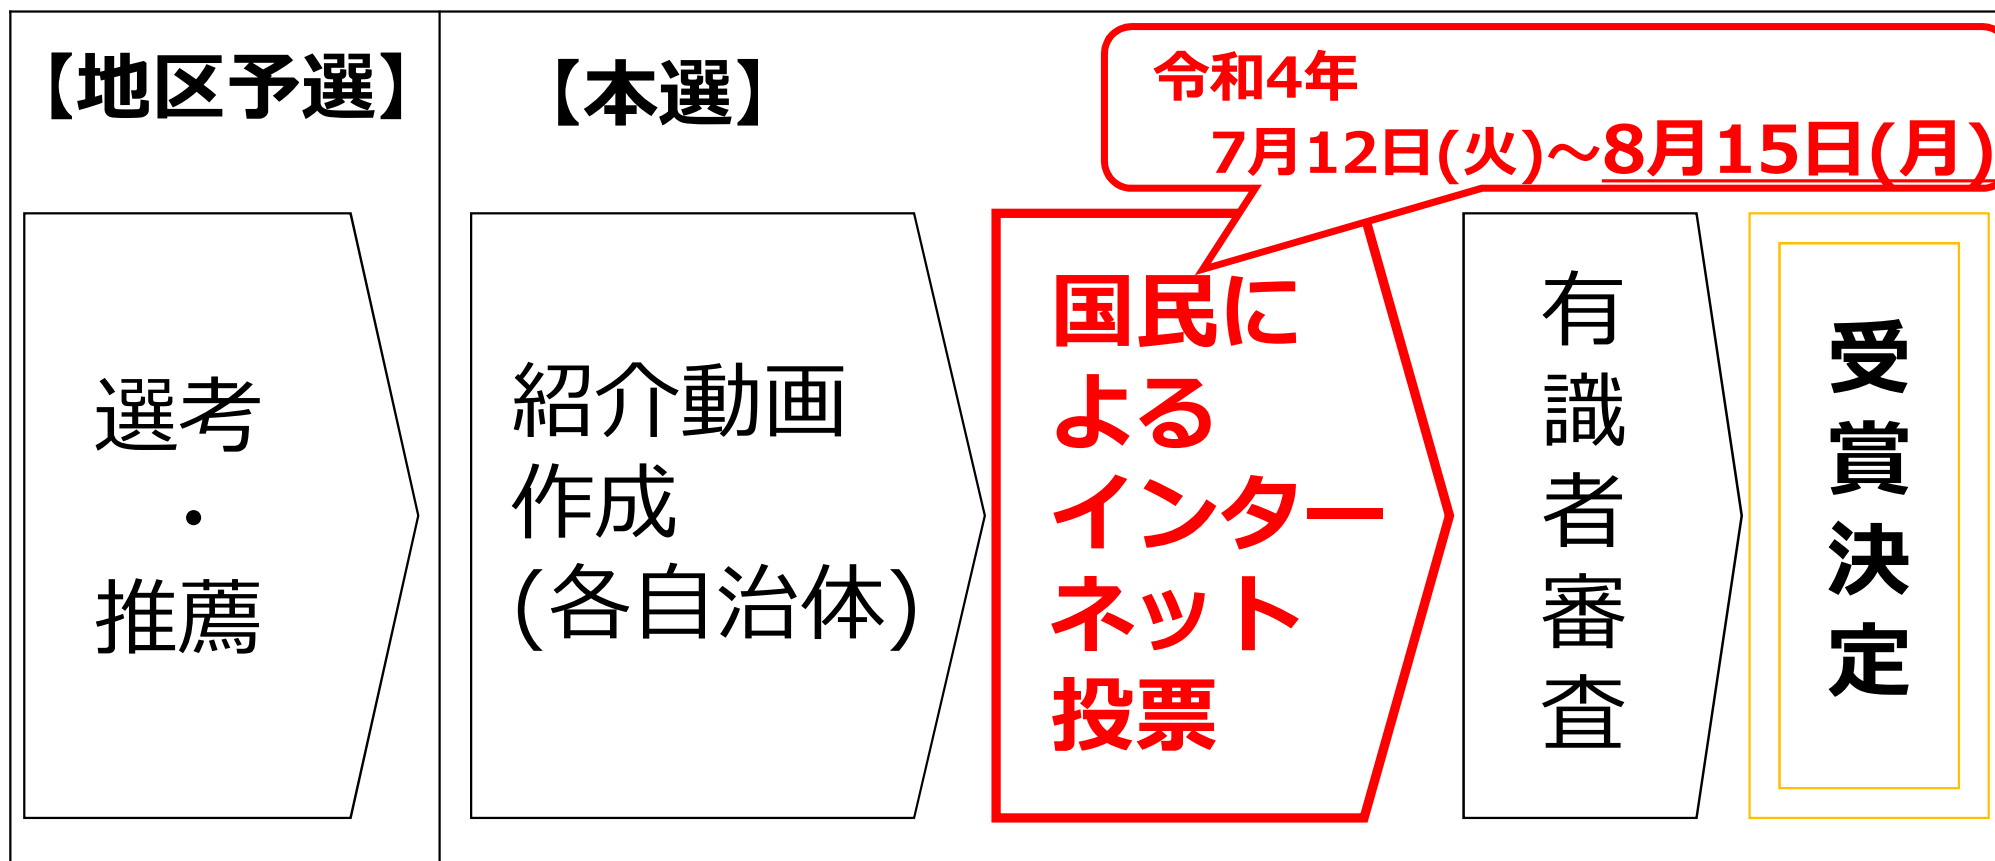 【地区予選】
【本選】
令和4年
7月12日(火)～8月15日(月)
選考
・
推薦
紹介動画
作成
(各自治体)
国民に
よる
インター
ネット
投票
有識者審査
受賞決定